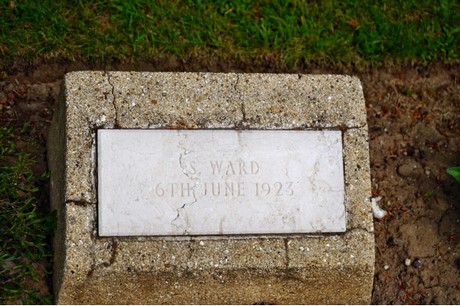 S. WARD
6TH JUNE 1923